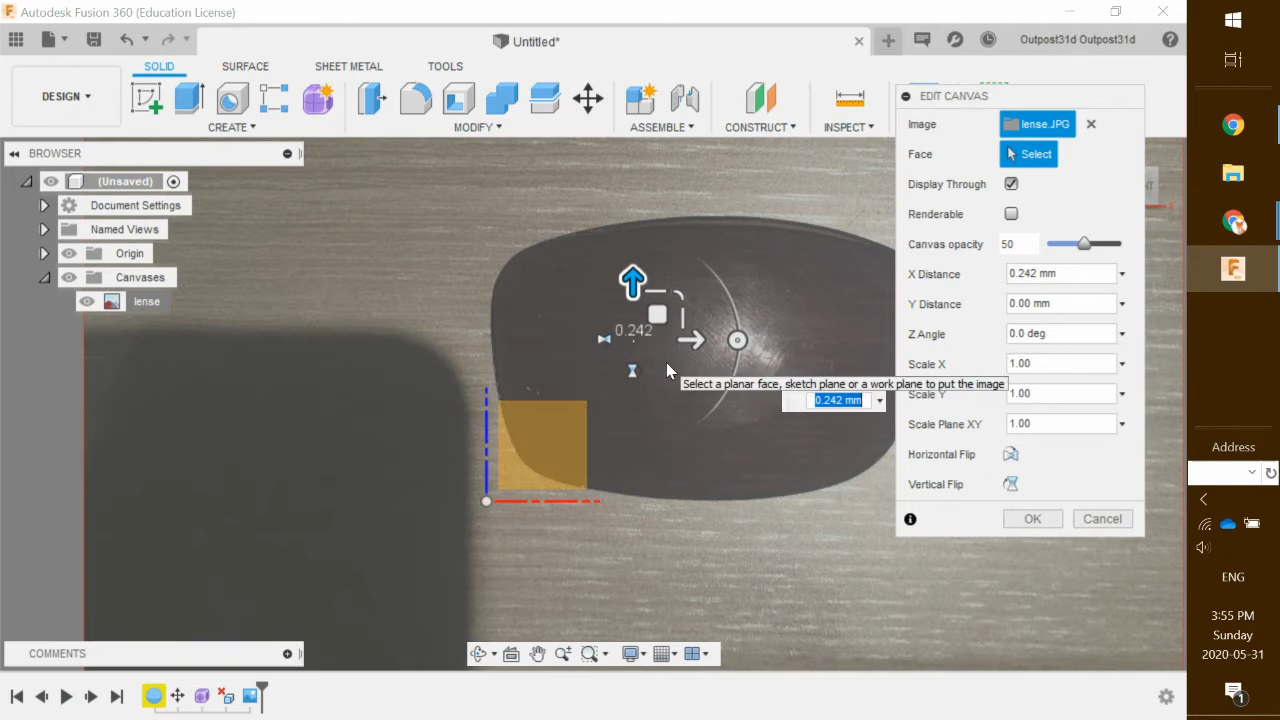 Autodesk Fusion 360 (Education License)
Untitled*
Outpost31d Outpost31d
SOLID
SURFACE
SHEET METAL
TOOLS
DESIGN
CREATE
MODIFY
ASSEMBLE
CONSTRUCT
INSPECT
BROWSER
(Unsaved)
Document Settings
Named Views
Origin
Canvases
lense
EDIT CANVAS
Image
lense.JPG
Face
Select
Display Through
Renderable
Canvas opacity
50
X Distance
0.242 mm
Y Distance
0.00 mm
Z Angle
0.0 deg
Scale X
1.00
Scale Y
1.00
Scale Plane XY
1.00
Horizontal Flip
Vertical Flip
OK
Cancel
0.242
Select a planar face, sketch plane or a work plane to put the image
0.242 mm
COMMENTS
Address
ENG
3:55 PM
Sunday
2020-05-31
1